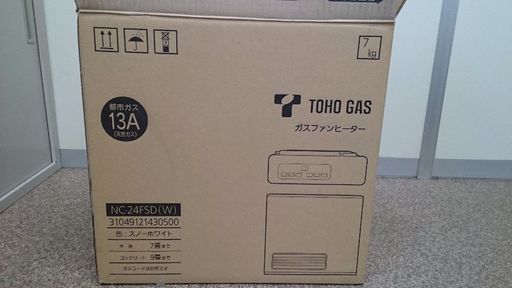 7
kg
都市ガス
13A
(天然ガス)
TOHO GAS
ガスファンヒーター
NC-24FSD(W)
31049121430500
色:スノーホワイト
木造 7畳まで
コンクリート 9畳まで
ガスコードは別売です